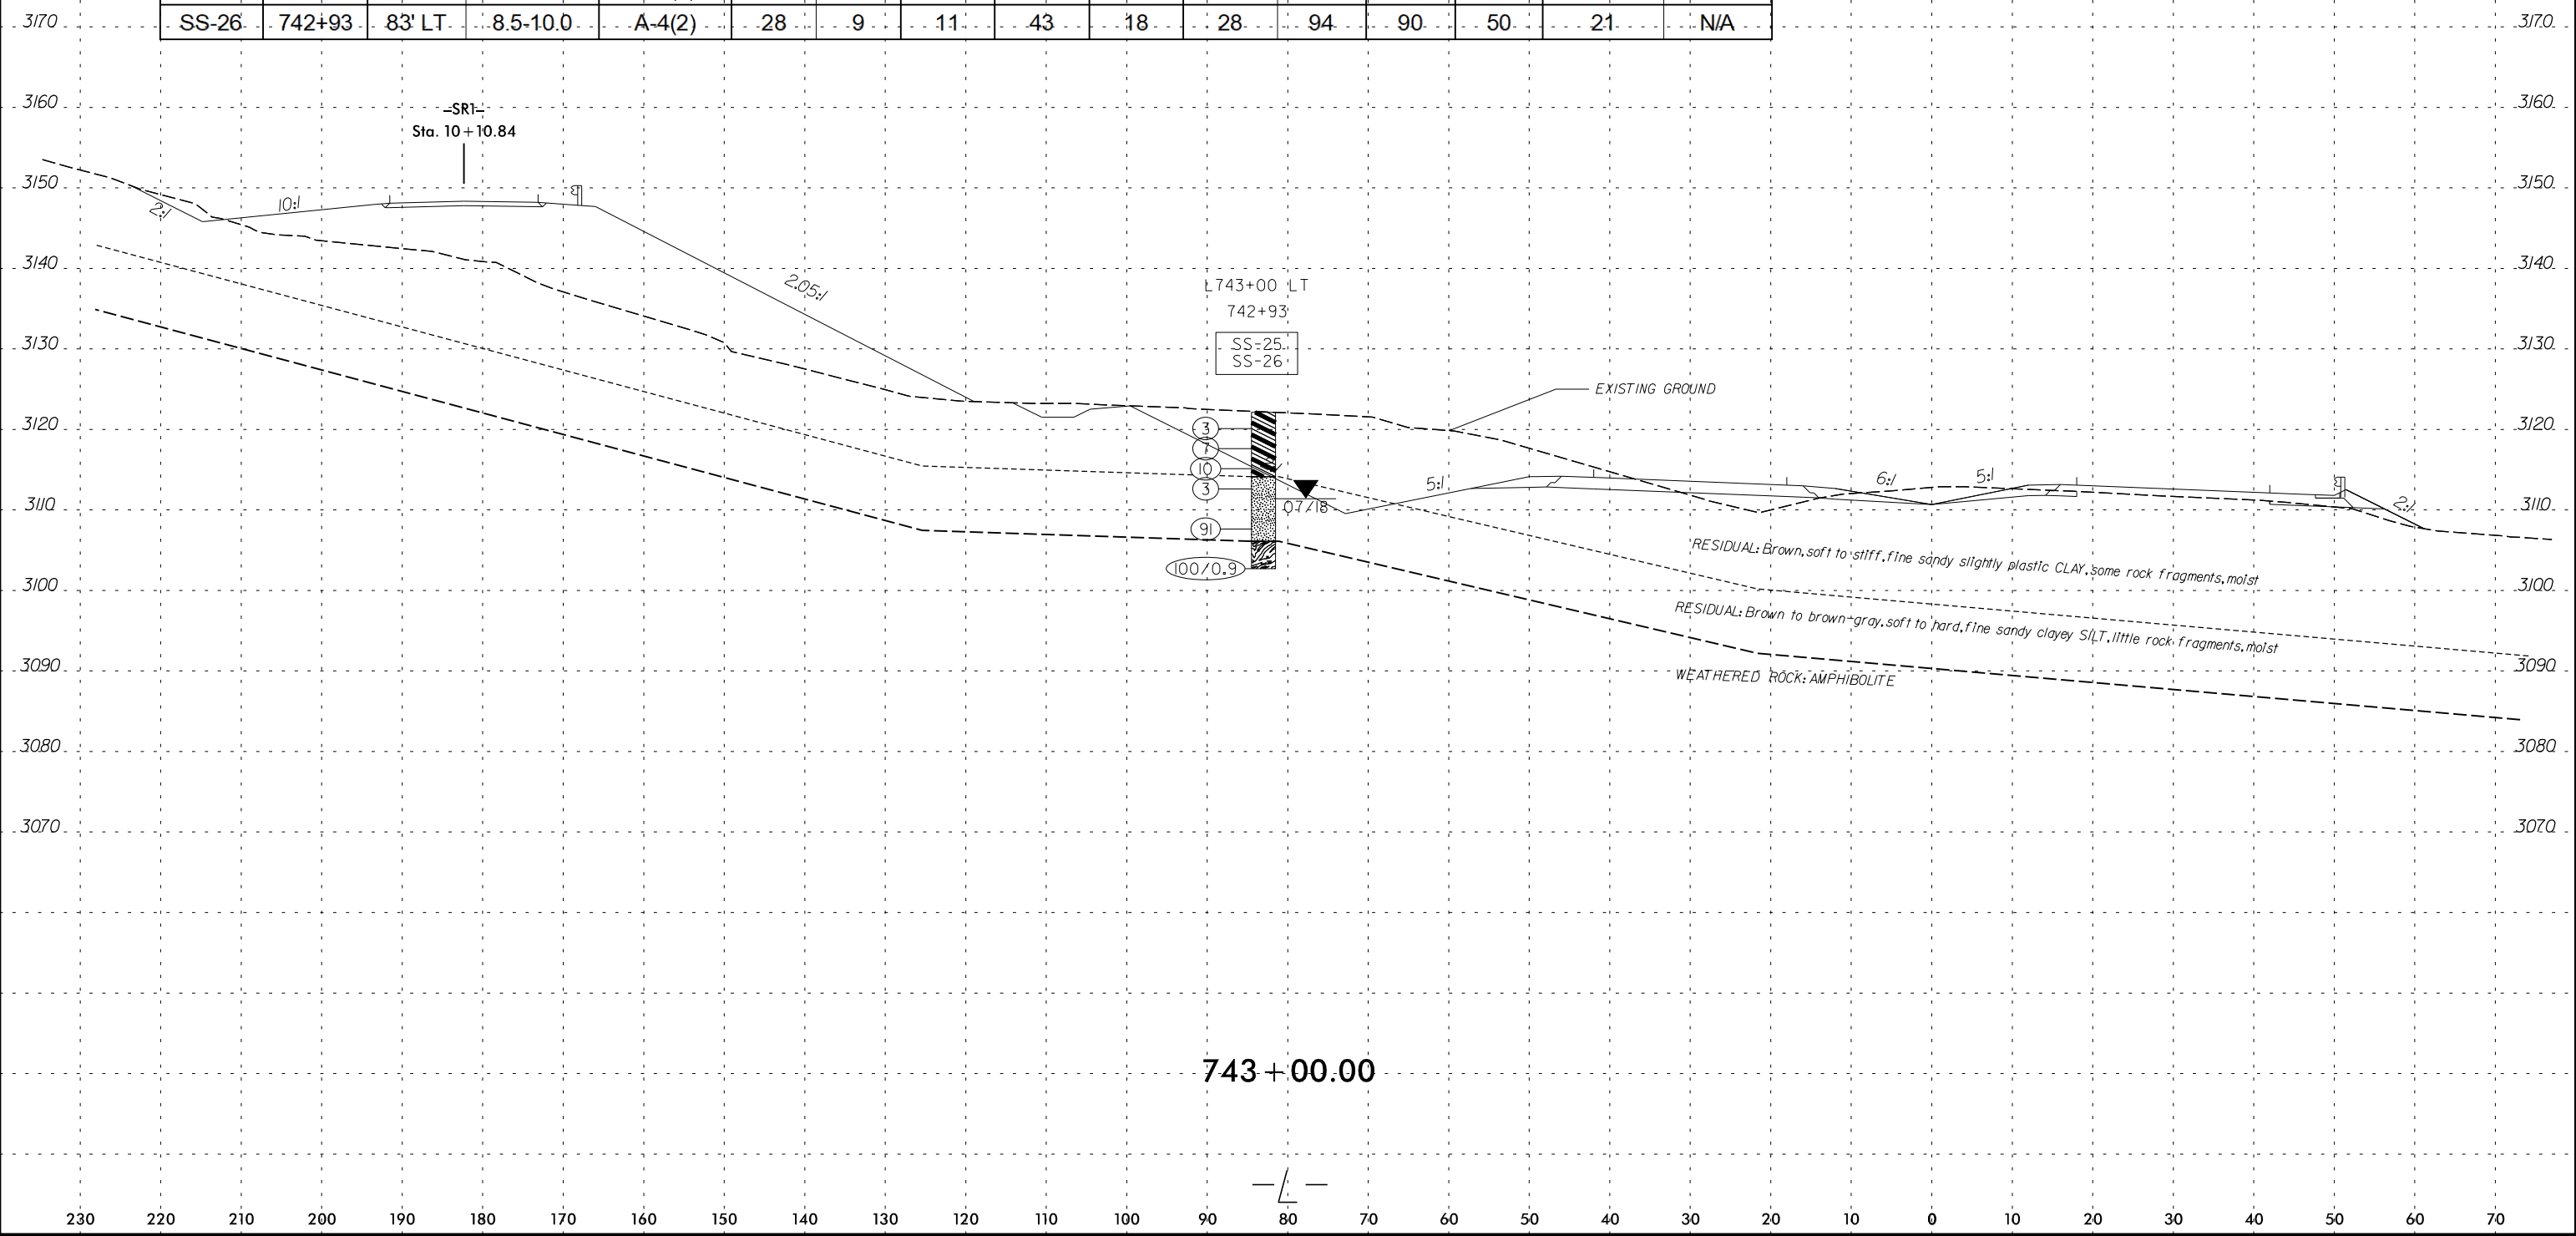 3170 3170
SS-26 742+93 83' LT 8.5-10.0 A-4(2) 28 9 11 43 18 28 94 90 50 21 N/A
3160 3160
-SR1-
Sta. 10+10.84
3150 3150
2:1 10:1
3140 3140
2.05:1
L743+00 LT
742+93
3130 3130
SS-25
SS-26
EXISTING GROUND
3120 3120
3
7
10
3
07/18
5:1 6:1 5:1 2:1
3110 3110
91
100/0.9
RESIDUAL: Brown, soft to stiff, fine sandy slightly plastic CLAY, some rock fragments, moist
3100 3100
RESIDUAL: Brown to brown-gray, soft to hard, fine sandy clayey SILT, little rock fragments, moist
3090 3090
WEATHERED ROCK: AMPHIBOLITE
3080 3080
3070 3070
743+00.00
-L-
230 220 210 200 190 180 170 160 150 140 130 120 110 100 90 80 70 60 50 40 30 20 10 0 10 20 30 40 50 60 70